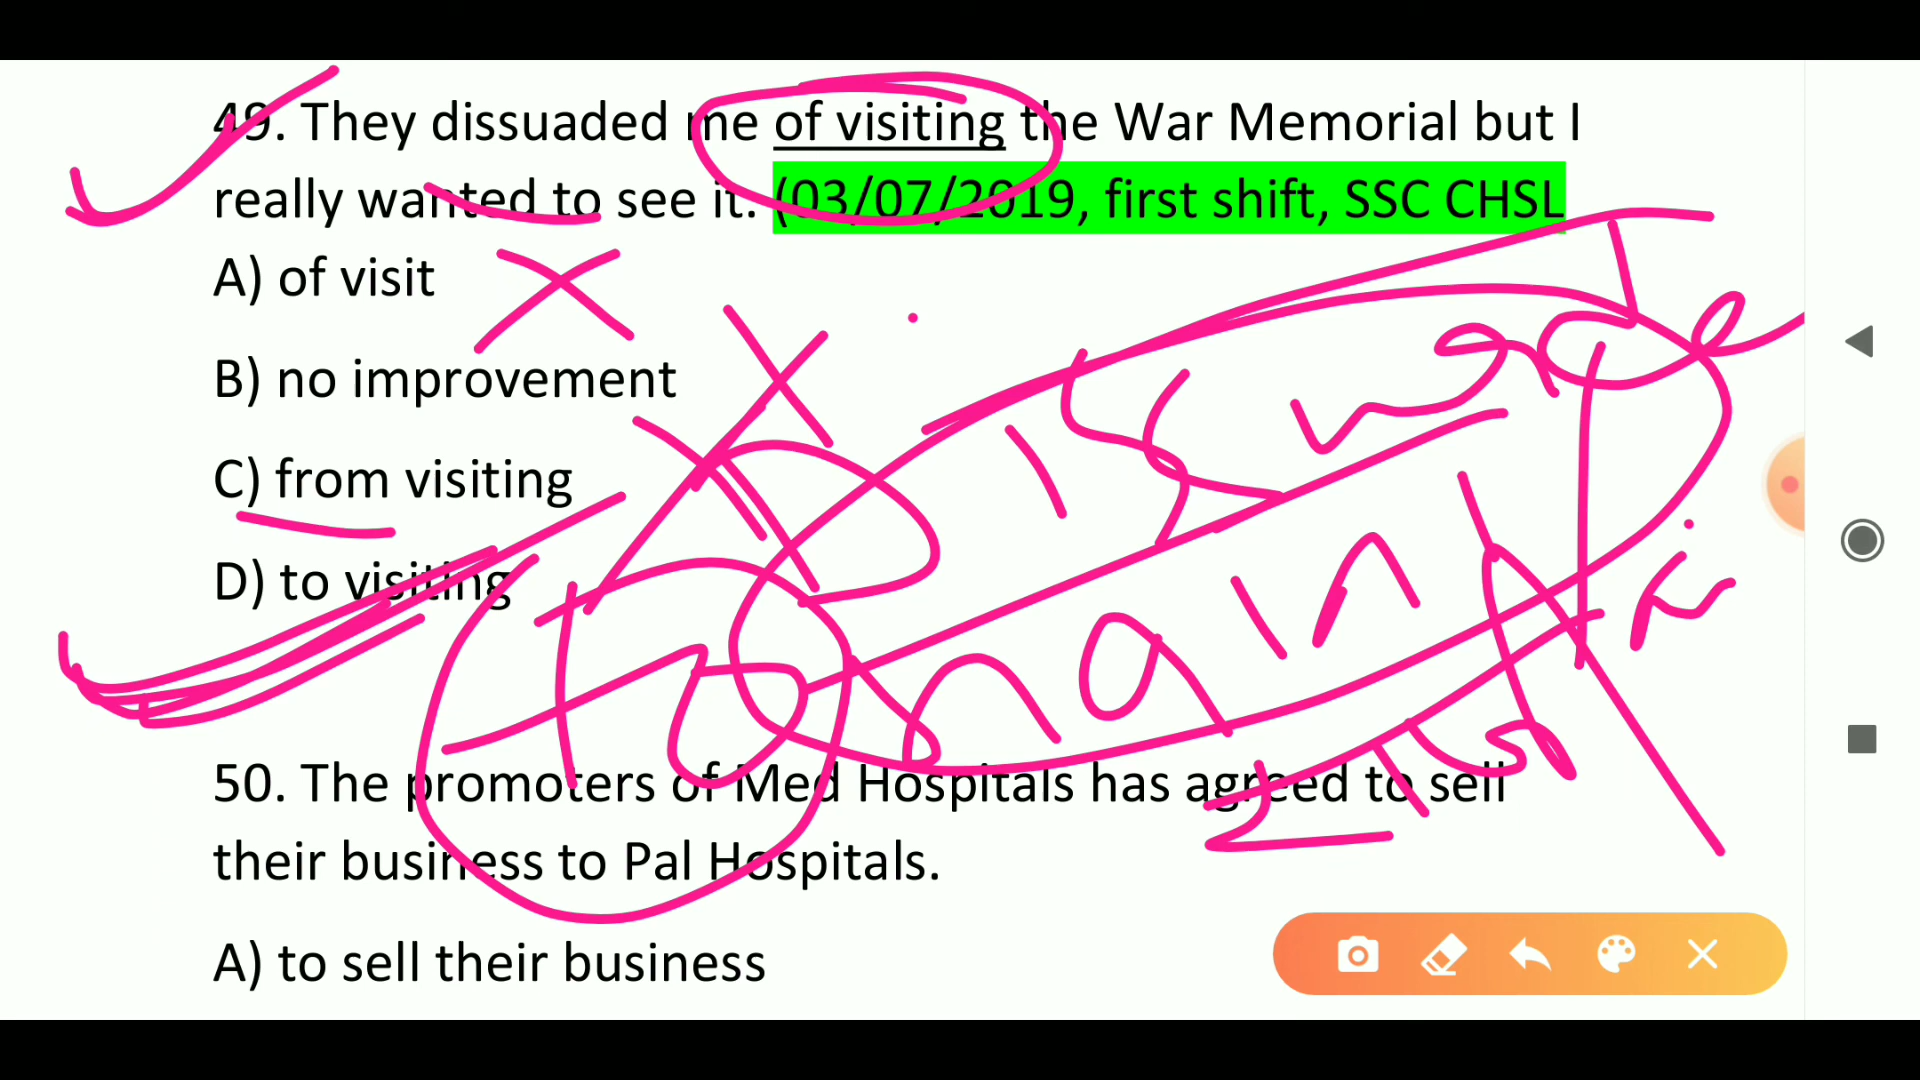 49. They dissuaded me of visiting the War Memorial but I
really wanted to see it. (03/07/2019, first shift, SSC CHSL
A) of visit
B) no improvement
C) from visiting
D) to visiting
50. The promoters of Med Hospitals has agreed to sell
their business to Pal Hospitals.
A) to sell their business